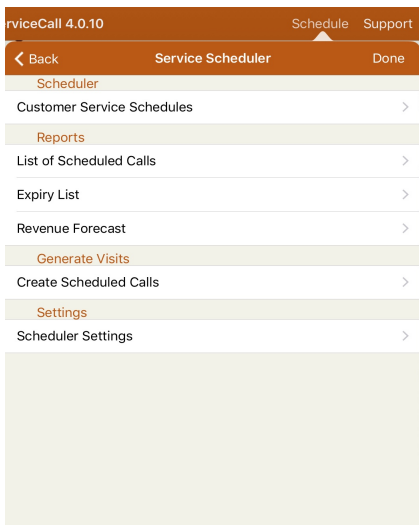 rviceCall 4.0.10 Schedule Support
Back Service Scheduler Done
Scheduler
Customer Service Schedules
Reports
List of Scheduled Calls
Expiry List
Revenue Forecast
Generate Visits
Create Scheduled Calls
Settings
Scheduler Settings